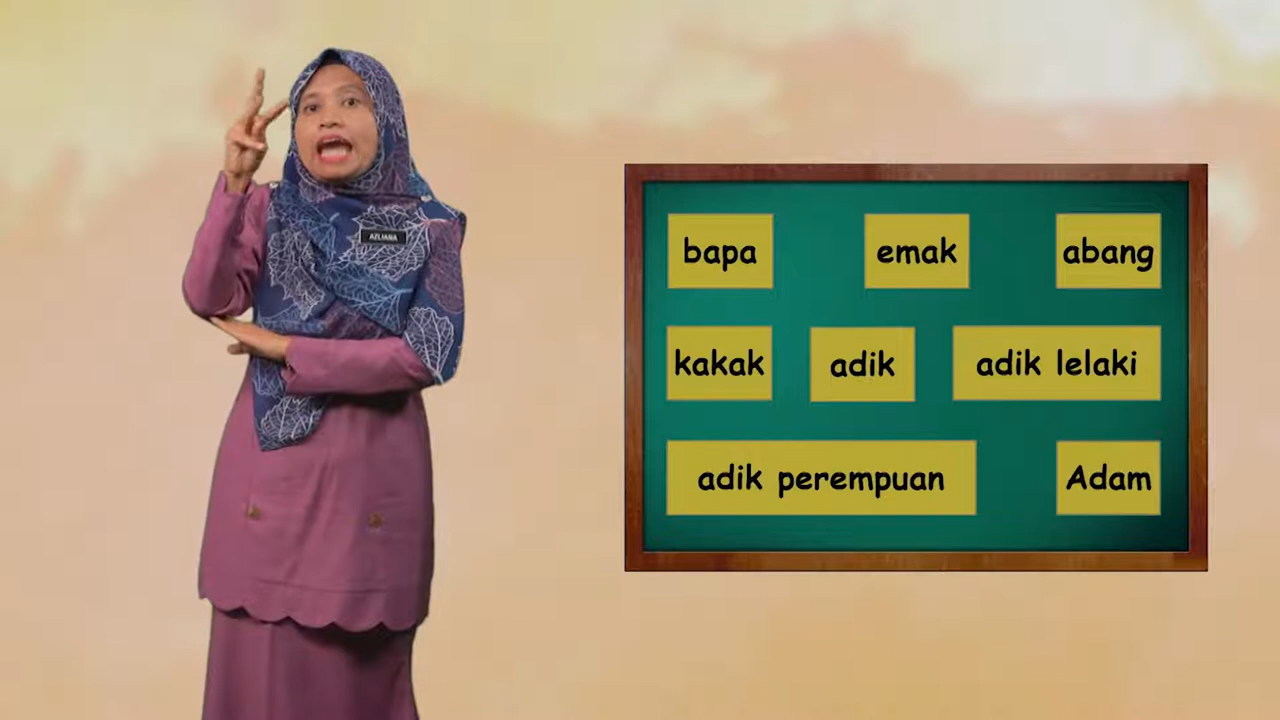 AZLIANA
bapa
emak
abang
kakak
adik
adik lelaki
adik perempuan
Adam